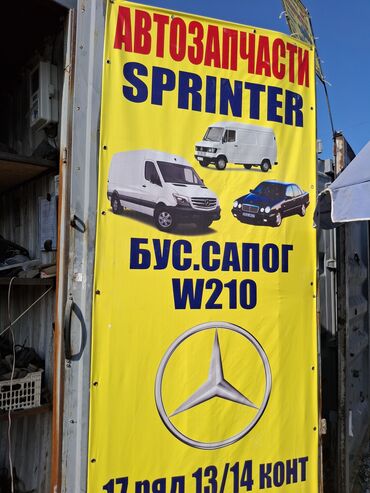 АВТОЗАПЧАСТИ
SPRINTER
БУС.САПОГ
W210
17 ряд 13/14 конт